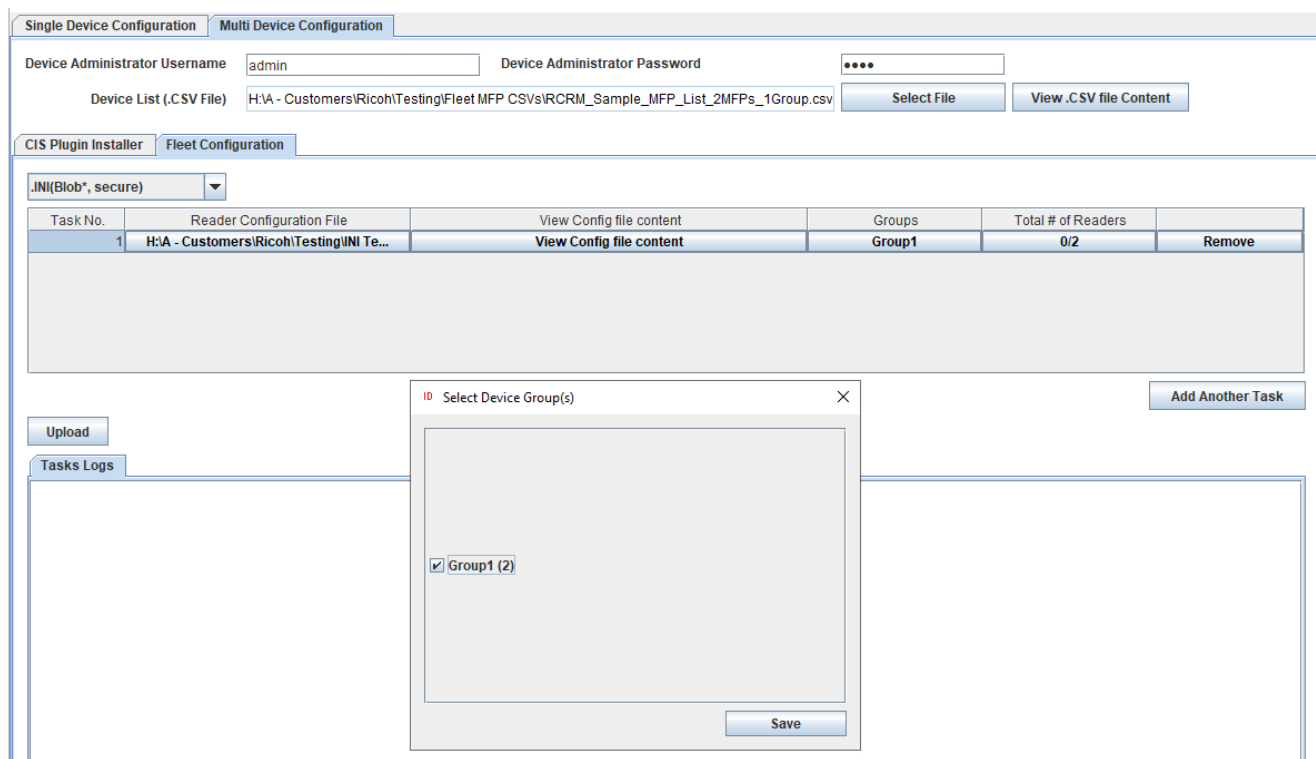 Single Device Configuration Multi Device Configuration
Device Administrator Username admin Device Administrator Password ••••
Device List (.CSV File) H:\A - Customers\Ricoh\Testing\Fleet MFP CSVs\RCRM_Sample_MFP_List_2MFPs_1Group.csv Select File View .CSV file Content
CIS Plugin Installer Fleet Configuration
.INI(Blob*, secure)
Task No. Reader Configuration File View Config file content Groups Total # of Readers
1 H:\A - Customers\Ricoh\Testing\INI Te... View Config file content Group1 0/2 Remove
ID Select Device Group(s)
Add Another Task
Upload
Tasks Logs
Group1 (2)
Save